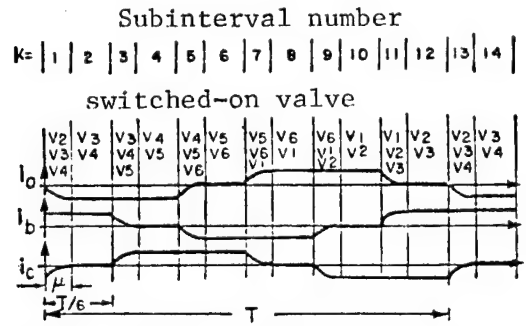 Subinterval number
K= | 1 | 2 | 3 | 4 | 5 | 6 | 7 | 8 | 9 | 10 | 11 | 12 | 13 | 14 |
switched-on valve
V2 V3 V4
V3 V4
V3 V4 V5
V4 V5
V4 V5 V6
V5 V6
V5 V6 V1
V6 V1
V6 V1 V2
V1 V2
V1 V2 V3
V2 V3
V2 V3 V4
V3 V4
io
ib
ic
μ
T/6
T